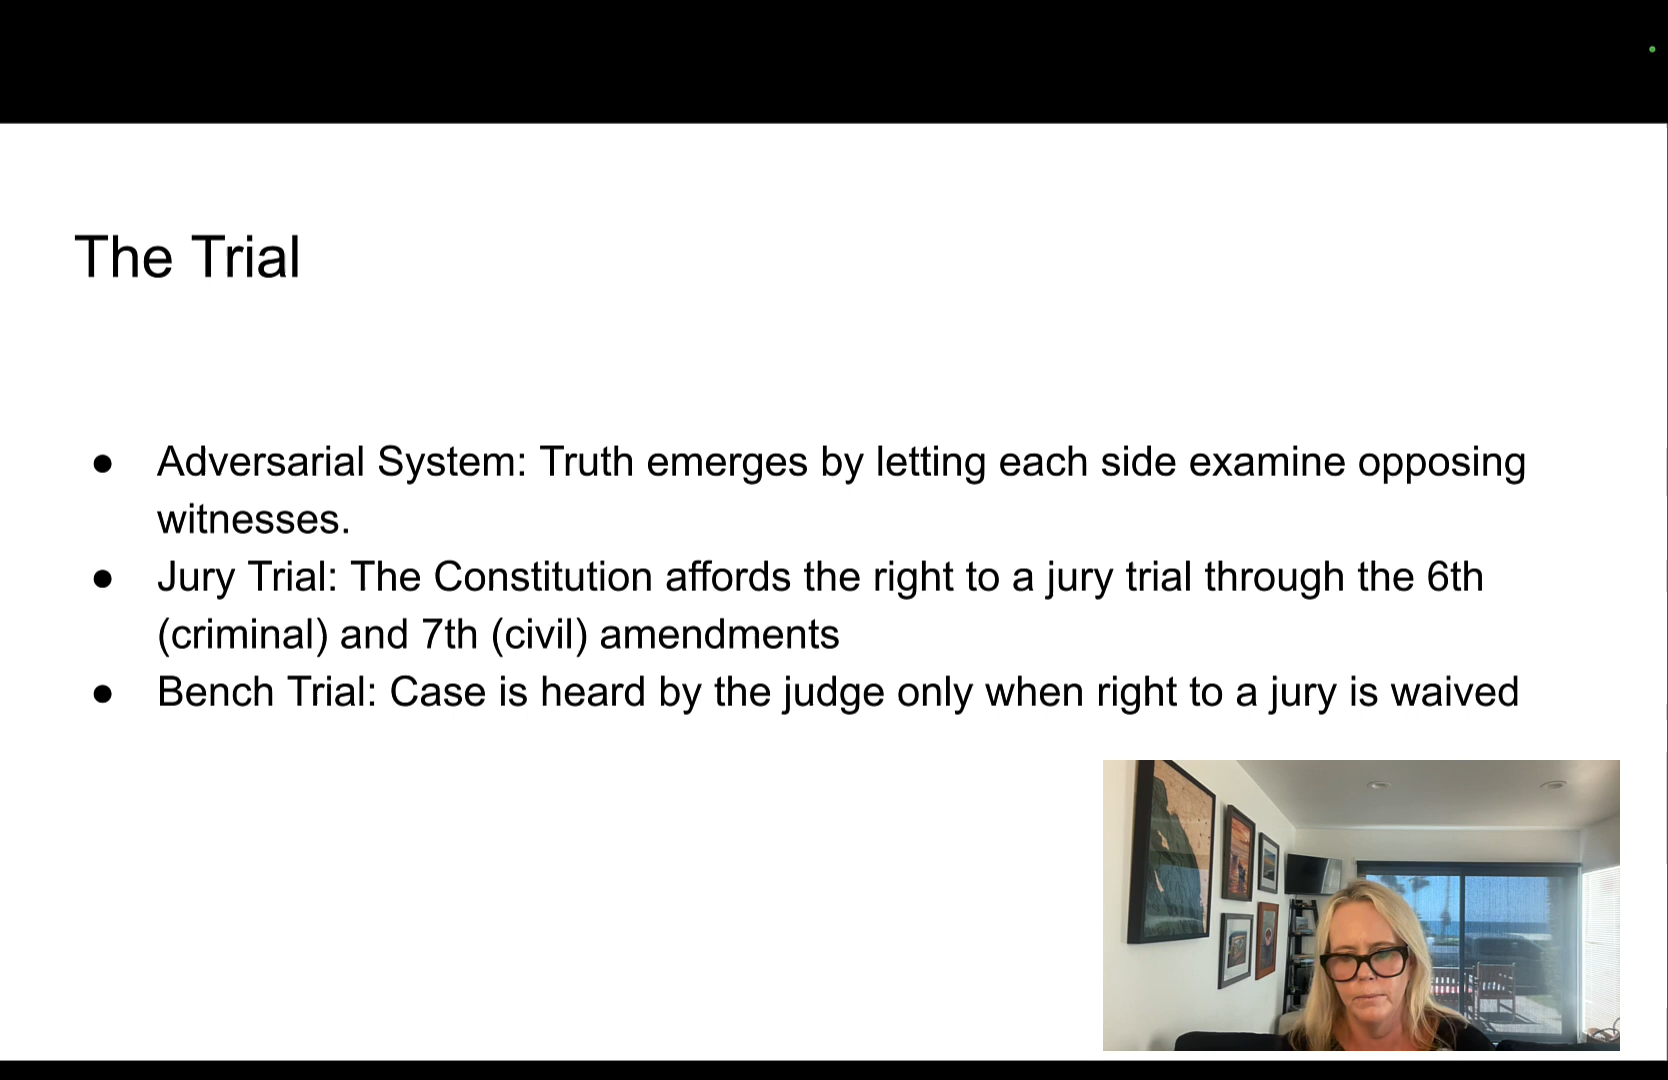 The Trial
● Adversarial System: Truth emerges by letting each side examine opposing
witnesses.
● Jury Trial: The Constitution affords the right to a jury trial through the 6th
(criminal) and 7th (civil) amendments
● Bench Trial: Case is heard by the judge only when right to a jury is waived